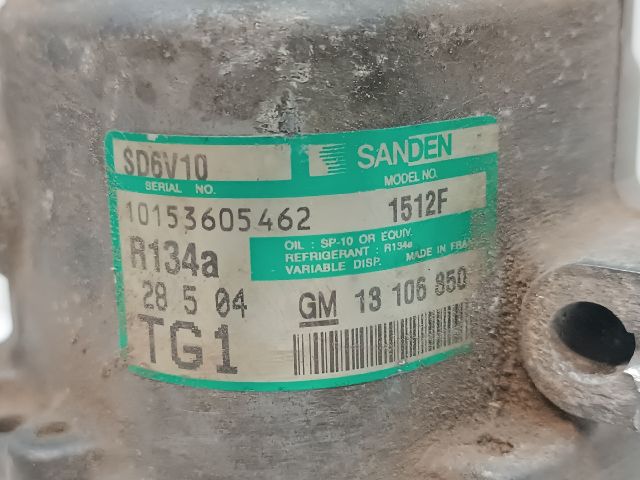 SD6V10
SANDEN
SERIAL NO.
MODEL NO.
10153605462
1512F
OIL : SP-10 OR EQUIV.
REFRIGERANT : R134a
VARIABLE DISP. MADE IN
R134a
28 5 04
GM 13 106 850
TG1